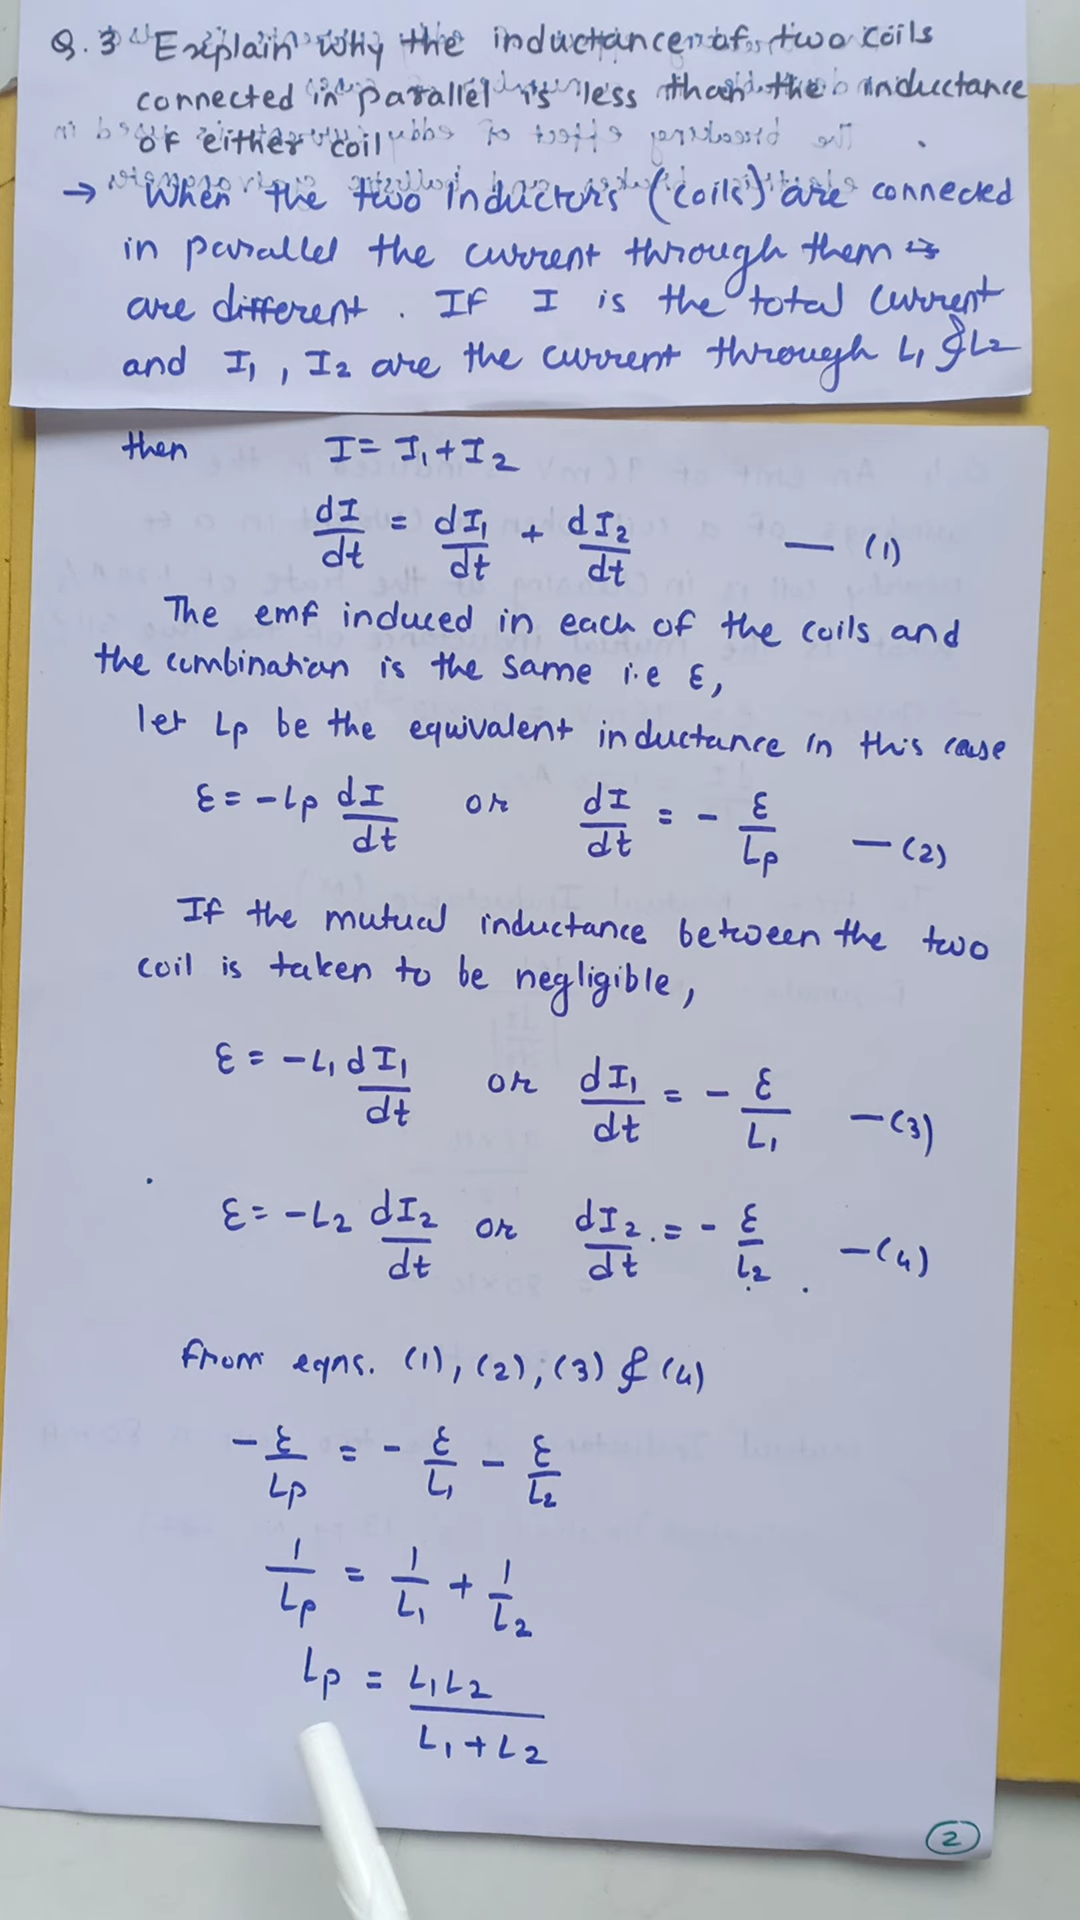 Q.3 Explain why the inductance of two coils
connected in parallel is less than the inductance
of either coil
→ When the two inductors (coils) are connected
in parallel the current through them is
are different. If I is the total current
and I₁, I₂ are the current through L₁ & L₂
then I = I₁ + I₂
dI/dt = dI₁/dt + dI₂/dt — (1)
The emf induced in each of the coils and
the combination is the same i.e ε,
let Lp be the equivalent inductance in this case
ε = -Lp dI/dt or dI/dt = - ε/Lp — (2)
If the mutual inductance between the two
coil is taken to be negligible,
ε = -L₁ dI₁/dt or dI₁/dt = - ε/L₁ — (3)
ε = -L₂ dI₂/dt or dI₂/dt = - ε/L₂ — (4)
from eqns. (1), (2), (3) & (4)
- ε/Lp = - ε/L₁ - ε/L₂
1/Lp = 1/L₁ + 1/L₂
Lp = L₁L₂/L₁+L₂
2